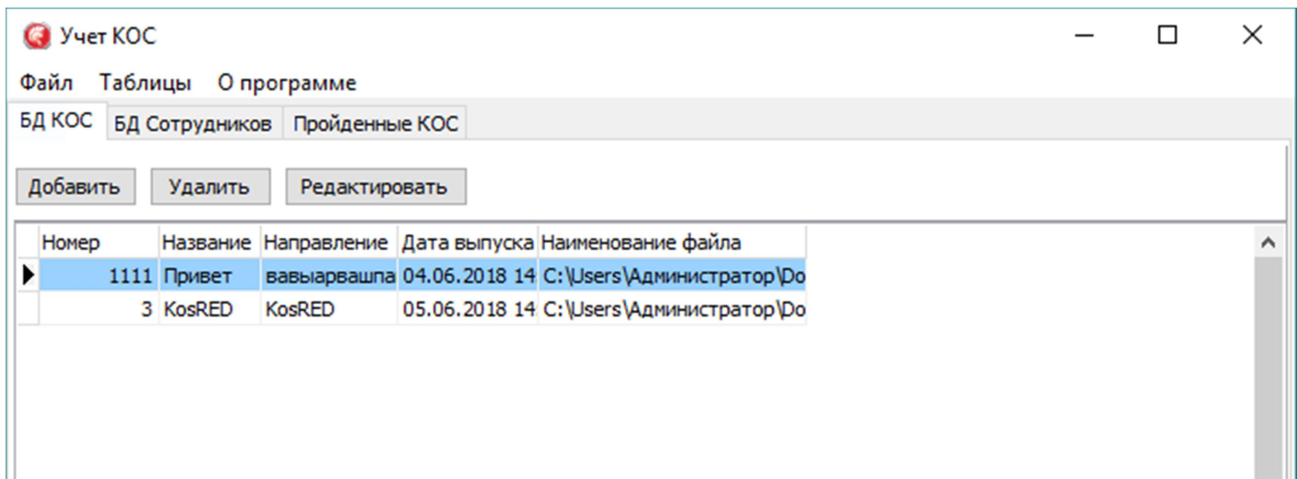 Учет КОС
Файл Таблицы О программе
БД КОС БД Сотрудников Пройденные КОС
Добавить Удалить Редактировать
Номер Название Направление Дата выпуска Наименование файла
1111 Привет вавыарвашпа 04.06.2018 14 C:\Users\Администратор\Do
3 KosRED KosRED 05.06.2018 14 C:\Users\Администратор\Do